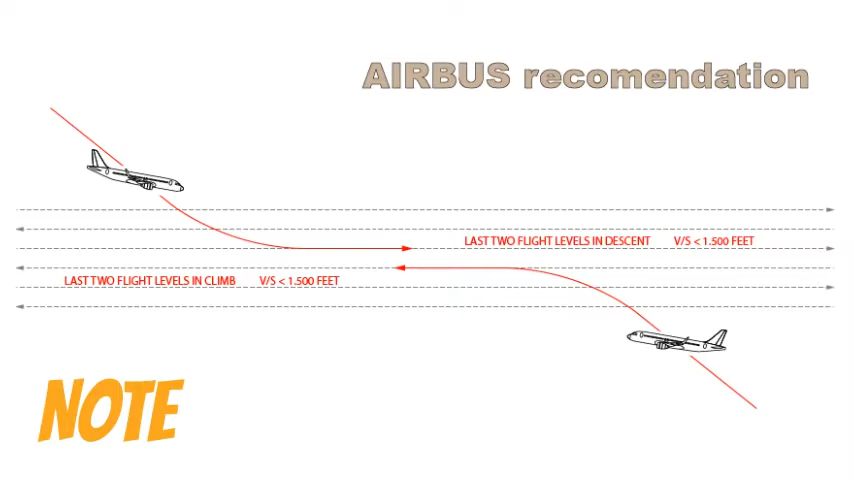 AIRBUS recomendation
LAST TWO FLIGHT LEVELS IN DESCENT V/S < 1.500 FEET
LAST TWO FLIGHT LEVELS IN CLIMB V/S < 1.500 FEET
NOTE